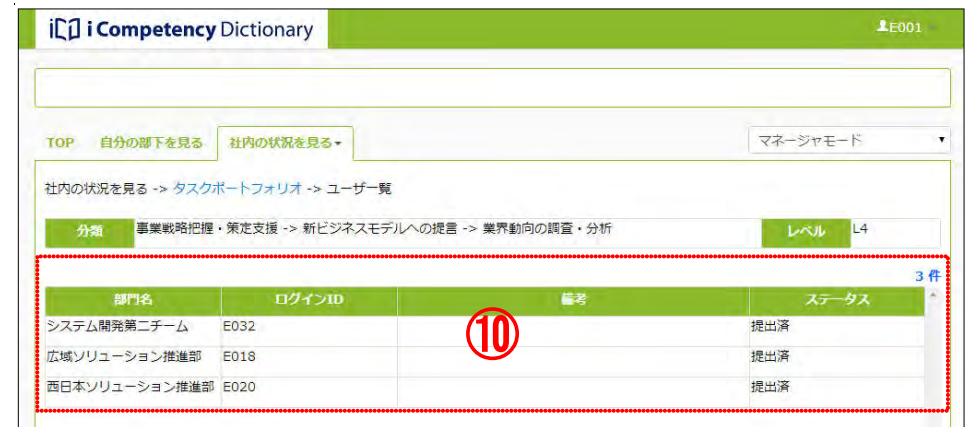 iCD i Competency Dictionary
E001
TOP 自分の部下を見る 社内の状況を見る▾ マネージャモード ▼
社内の状況を見る -> タスクポートフォリオ -> ユーザ一覧
分類 事業戦略把握・策定支援 -> 新ビジネスモデルへの提言 -> 業界動向の調査・分析 レベル L4
3 件
部門名 ログインID 備考 ステータス
システム開発第二チーム E032 提出済
⑩
広域ソリューション推進部 E018 提出済
西日本ソリューション推進部 E020 提出済